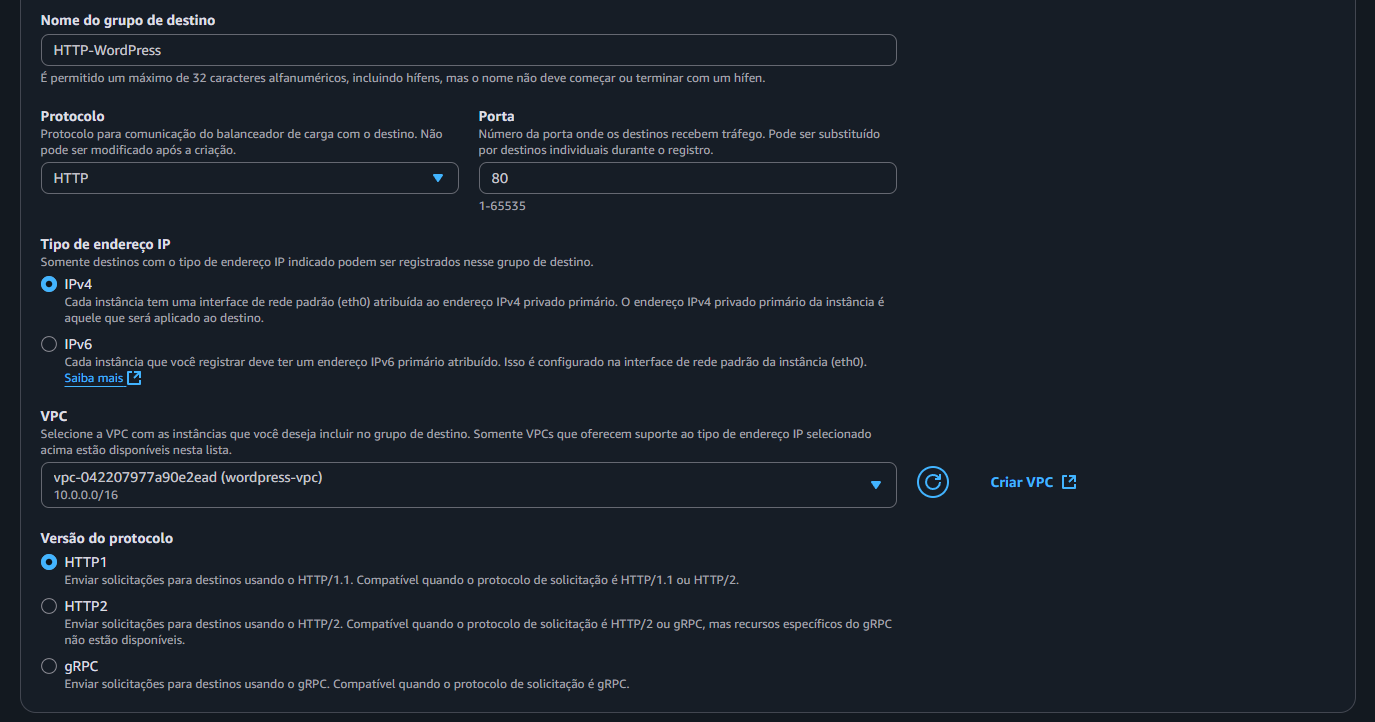 Nome do grupo de destino
HTTP-WordPress
É permitido um máximo de 32 caracteres alfanuméricos, incluindo hífens, mas o nome não deve começar ou terminar com um hífen.
Protocolo
Protocolo para comunicação do balanceador de carga com o destino. Não
pode ser modificado após a criação.
HTTP
Porta
Número da porta onde os destinos recebem tráfego. Pode ser substituído
por destinos individuais durante o registro.
80
1-65535
Tipo de endereço IP
Somente destinos com o tipo de endereço IP indicado podem ser registrados nesse grupo de destino.
IPv4
Cada instância tem uma interface de rede padrão (eth0) atribuída ao endereço IPv4 privado primário. O endereço IPv4 privado primário da instância é
aquele que será aplicado ao destino.
IPv6
Cada instância que você registrar deve ter um endereço IPv6 primário atribuído. Isso é configurado na interface de rede padrão da instância (eth0).
Saiba mais
VPC
Selecione a VPC com as instâncias que você deseja incluir no grupo de destino. Somente VPCs que oferecem suporte ao tipo de endereço IP selecionado
acima estão disponíveis nesta lista.
vpc-042207977a90e2ead (wordpress-vpc)
10.0.0.0/16
Criar VPC
Versão do protocolo
HTTP1
Enviar solicitações para destinos usando o HTTP/1.1. Compatível quando o protocolo de solicitação é HTTP/1.1 ou HTTP/2.
HTTP2
Enviar solicitações para destinos usando o HTTP/2. Compatível quando o protocolo de solicitação é HTTP/2 ou gRPC, mas recursos específicos do gRPC
não estão disponíveis.
gRPC
Enviar solicitações para destinos usando o gRPC. Compatível quando o protocolo de solicitação é gRPC.